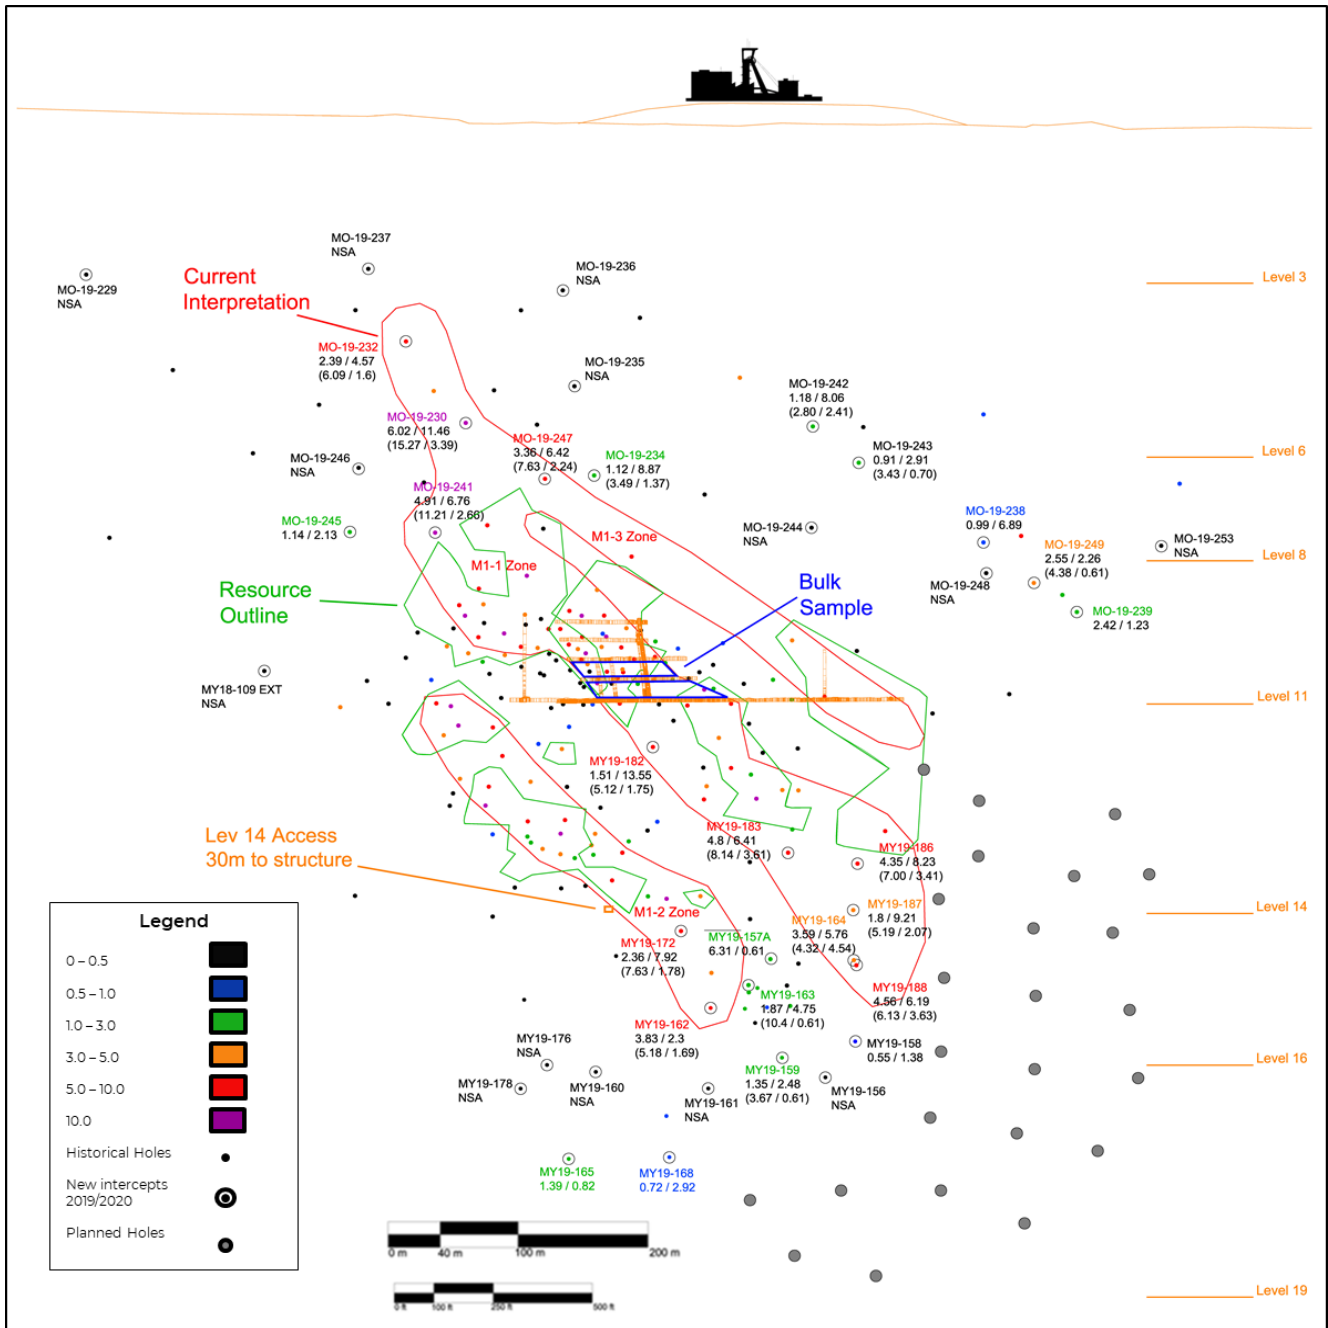 MO-19-237
NSA
MO-19-236
NSA
MO-19-229
NSA
Current
Interpretation
Level 3
MO-19-232
2.39 / 4.57
(6.09 / 1.6)
MO-19-235
NSA
MO-19-242
1.18 / 8.06
(2.80 / 2.41)
MO-19-230
6.02 / 11.46
(15.27 / 3.39)
MO-19-247
3.36 / 6.42
(7.63 / 2.24)
MO-19-234
1.12 / 8.87
(3.49 / 1.37)
MO-19-243
0.91 / 2.91
(3.43 / 0.70)
Level 6
MO-19-246
NSA
MO-19-241
4.91 / 6.76
(11.21 / 2.66)
MO-19-245
1.14 / 2.13
MO-19-244
NSA
MO-19-238
0.99 / 6.89
MO-19-249
2.55 / 2.26
(4.38 / 0.61)
MO-19-253
NSA
Level 8
M1-3 Zone
M1-1 Zone
MO-19-248
NSA
Resource
Outline
Bulk
Sample
MO-19-239
2.42 / 1.23
MY18-109 EXT
NSA
Level 11
MY19-182
1.51 / 13.55
(5.12 / 1.75)
Lev 14 Access
30m to structure
MY19-183
4.8 / 6.41
(8.14 / 3.61)
MY19-186
4.35 / 8.23
(7.00 / 3.41)
MY19-187
1.8 / 9.21
(5.19 / 2.07)
Level 14
M1-2 Zone
MY19-164
3.59 / 5.76
(4.32 / 4.54)
MY19-172
2.36 / 7.92
(7.63 / 1.78)
MY19-157A
6.31 / 0.61
MY19-163
1.87 / 4.75
(10.4 / 0.61)
MY19-188
4.56 / 6.19
(6.13 / 3.63)
MY19-162
3.83 / 2.3
(5.18 / 1.69)
MY19-158
0.55 / 1.38
MY19-176
NSA
Level 16
MY19-178
NSA
MY19-160
NSA
MY19-161
NSA
MY19-159
1.35 / 2.48
(3.67 / 0.61)
MY19-156
NSA
MY19-165
1.39 / 0.82
MY19-168
0.72 / 2.92
Legend
0 – 0.5
0.5 – 1.0
1.0 – 3.0
3.0 – 5.0
5.0 – 10.0
10.0
Historical Holes
New intercepts
2019/2020
Planned Holes
0 m 40 m 100 m 200 m
0 ft 100 ft 250 ft 500 ft
Level 19